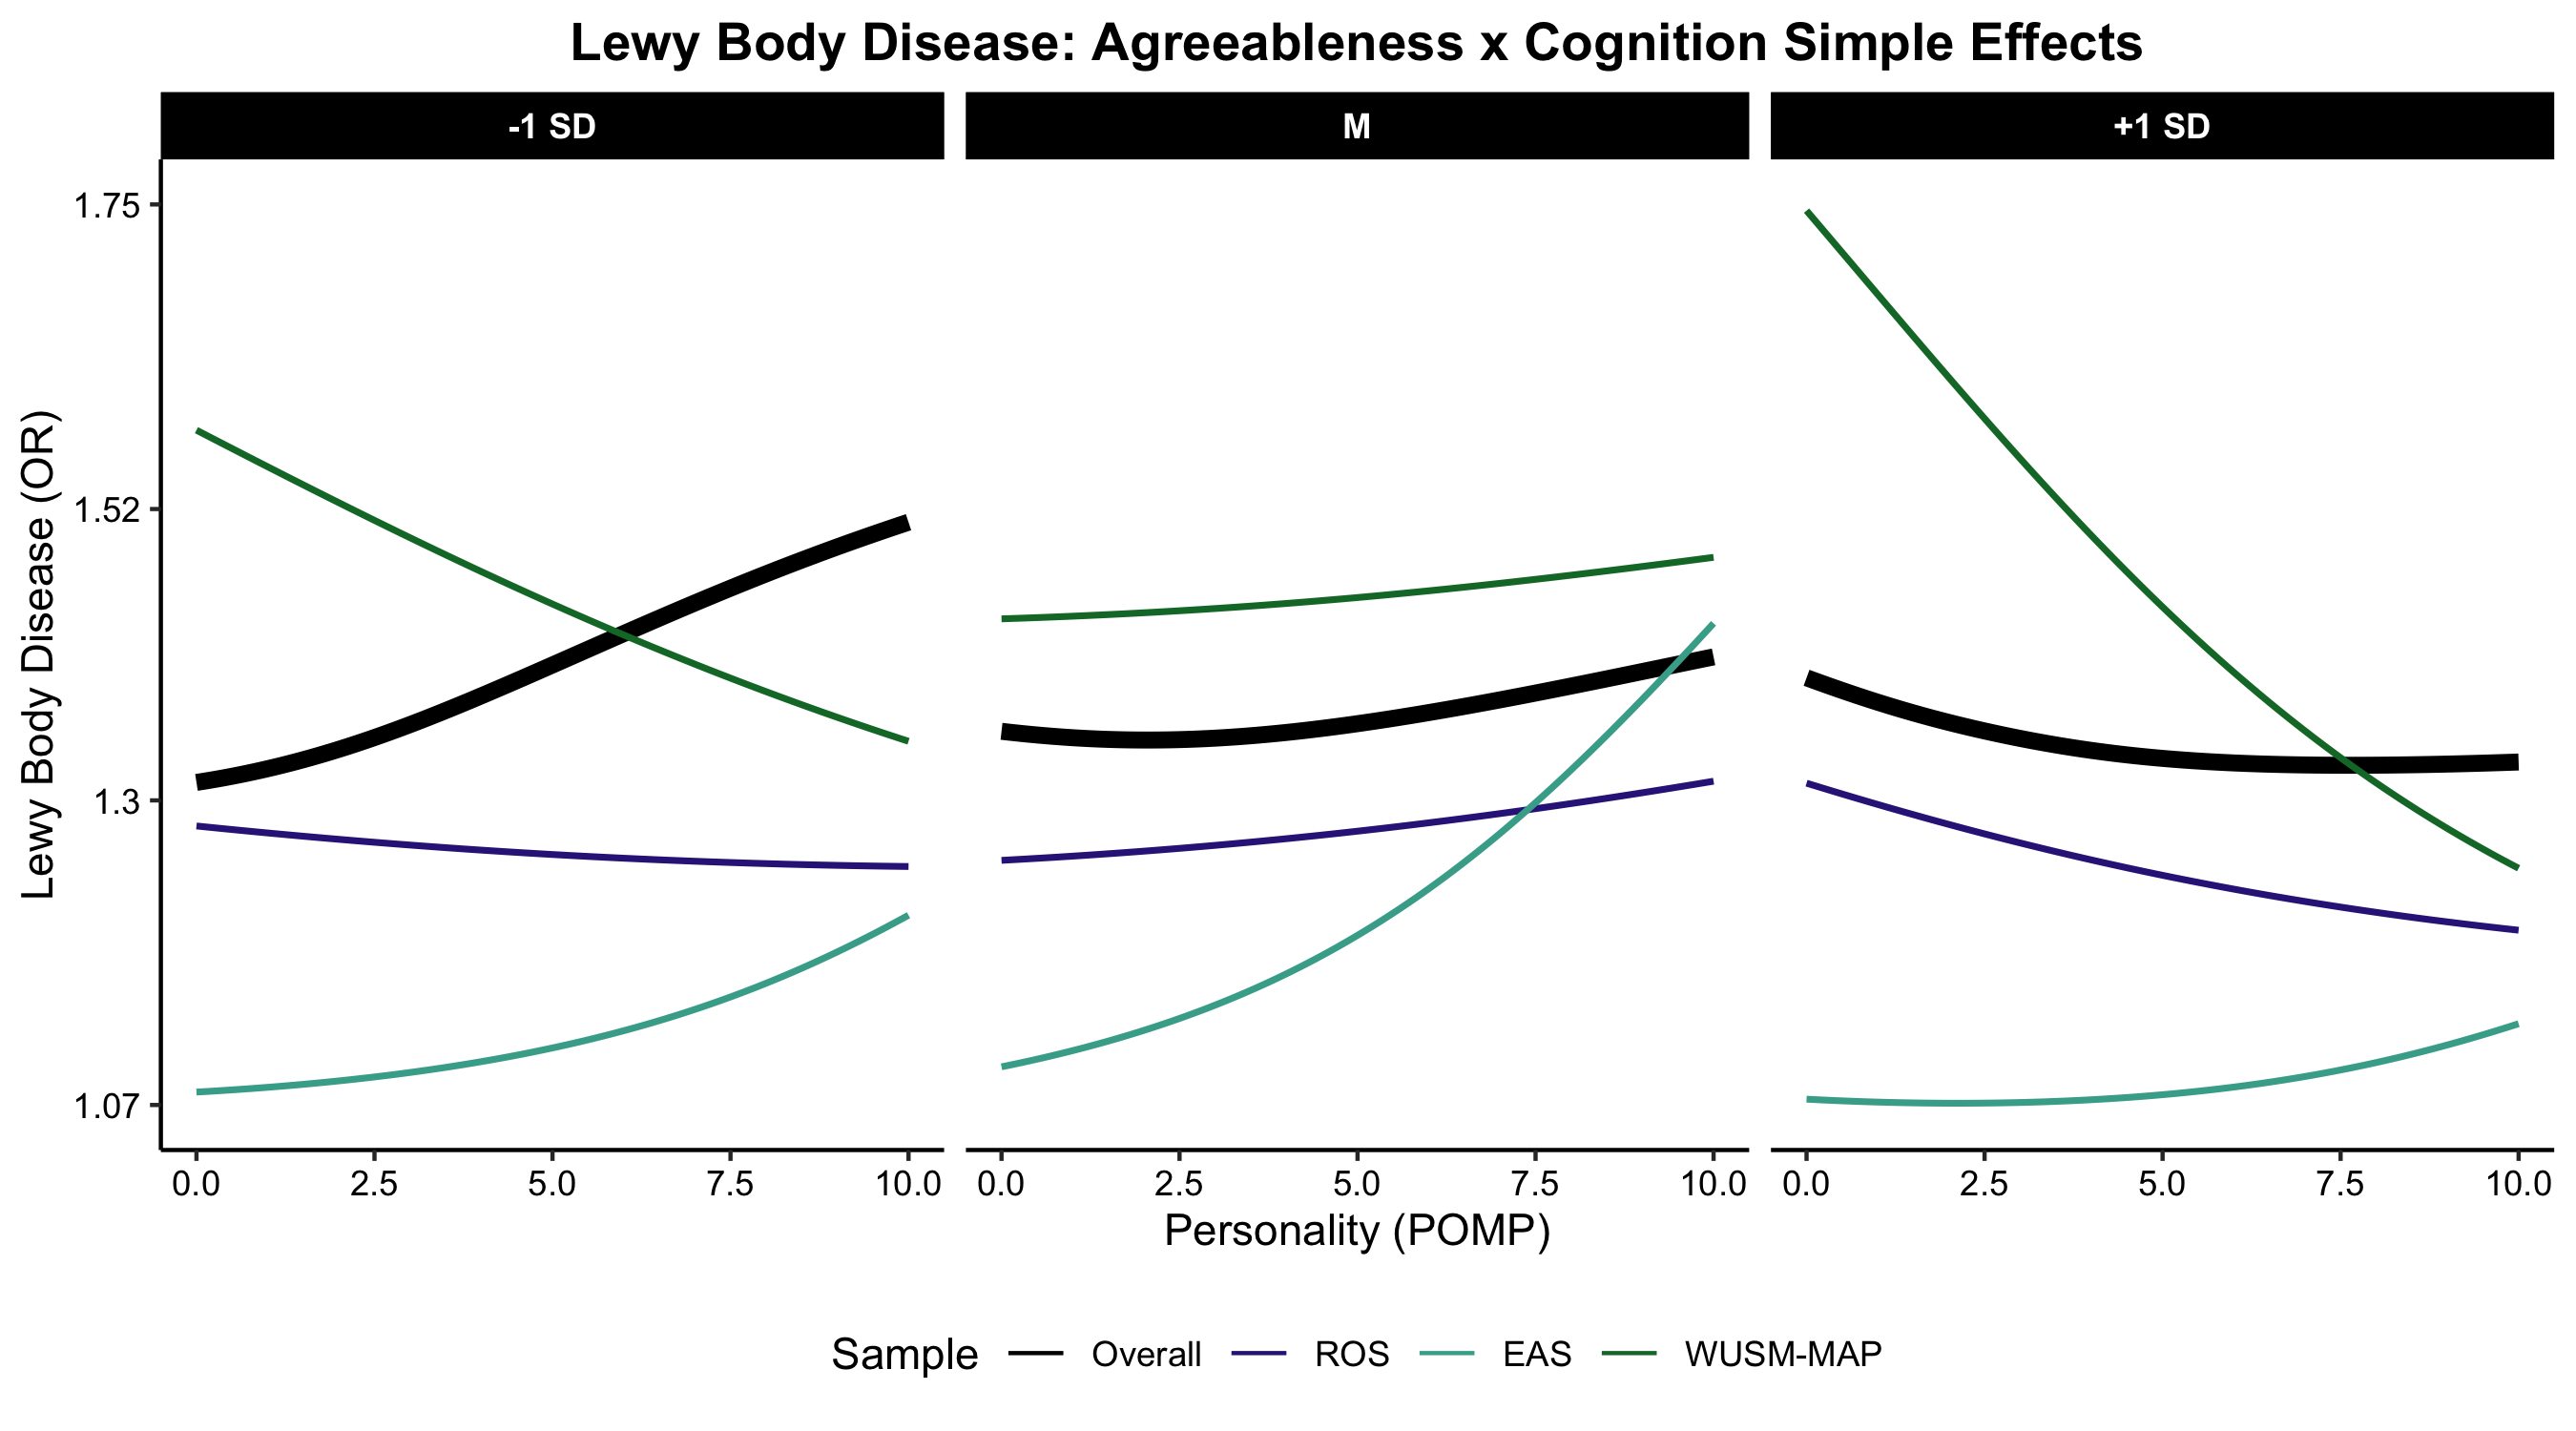 Lewy Body Disease: Agreeableness x Cognition Simple Effects
-1 SD
M
+1 SD
Lewy Body Disease (OR)
1.75
1.52
1.3
1.07
0.0 2.5 5.0 7.5 10.0
0.0 2.5 5.0 7.5 10.0
0.0 2.5 5.0 7.5 10.0
Personality (POMP)
Sample Overall ROS EAS WUSM-MAP